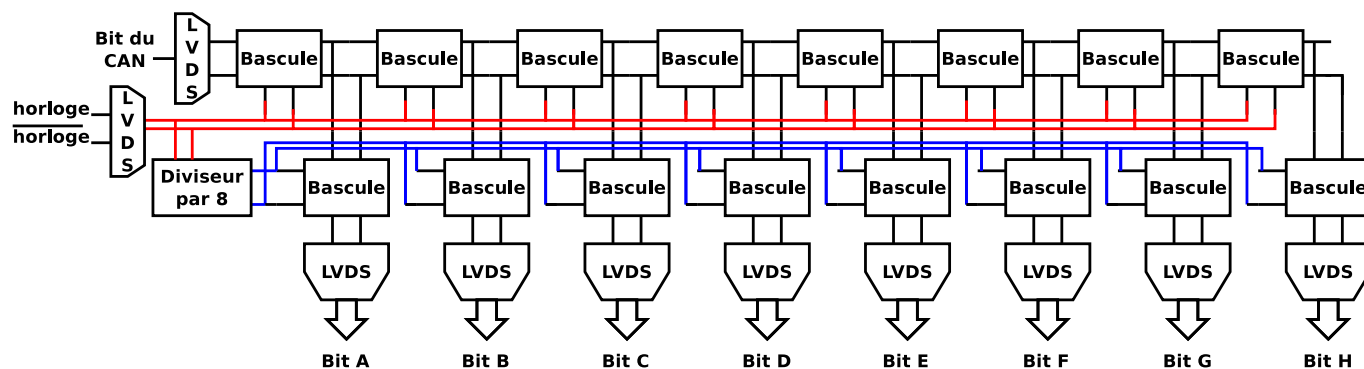 Bit du
CAN
LVDS
Bascule Bascule Bascule Bascule Bascule Bascule Bascule Bascule
horloge
horloge
LVDS
Diviseur
par 8
Bascule Bascule Bascule Bascule Bascule Bascule Bascule Bascule
LVDS LVDS LVDS LVDS LVDS LVDS LVDS LVDS
Bit A Bit B Bit C Bit D Bit E Bit F Bit G Bit H